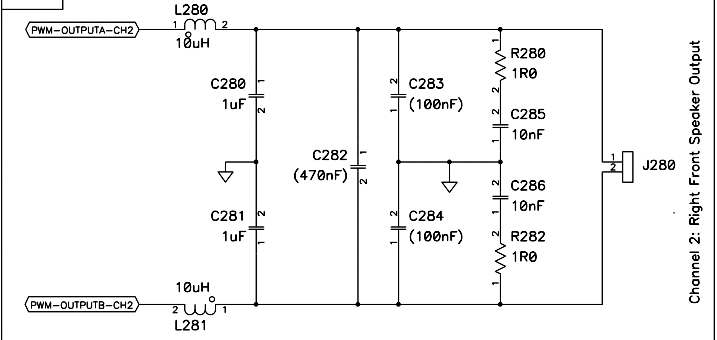 L280
PWM-OUTPUTA-CH2
1 2
10uH
C280
1uF
1
2
C283
(100nF)
2
1
R280
1R0
1
2
C285
10nF
2
1
C282
(470nF)
1
2
1
2
J280
C281
1uF
2
1
C284
(100nF)
2
1
C286
10nF
2
1
R282
1R0
2
1
10uH
PWM-OUTPUTB-CH2
2 1
L281
Channel 2: Right Front Speaker Output